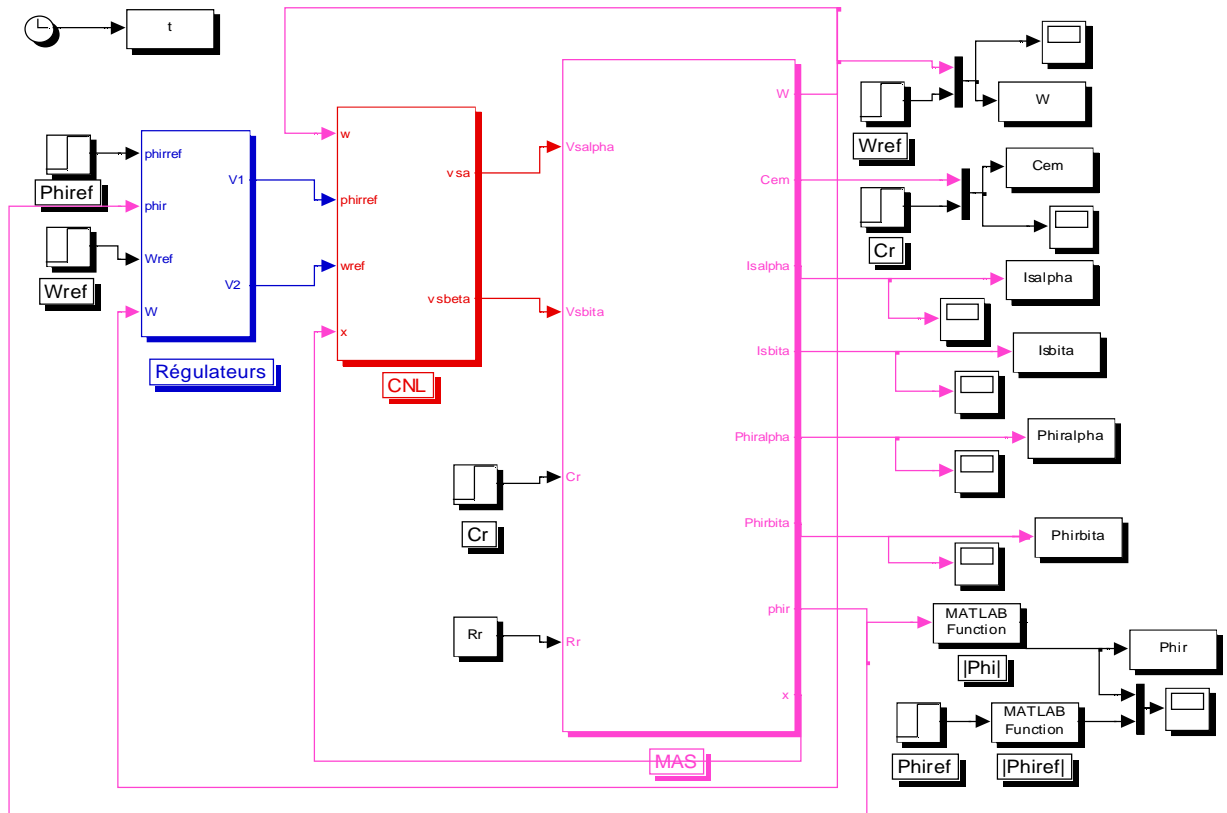 t
phirref
phir
Wref
W
V1
V2
Régulateurs
Phiref
Wref
w
phirref
wref
x
vsa
vsbeta
CNL
Vsalpha
Vsbita
Cr
Rr
W
Cem
Isalpha
Isbita
Phiralpha
Phirbita
phir
x
MAS
Cr
Rr
W
Wref
Cem
Cr
Isalpha
Isbita
Phiralpha
Phirbita
MATLAB
Function
|Phi|
Phir
MATLAB
Function
Phiref
|Phiref|